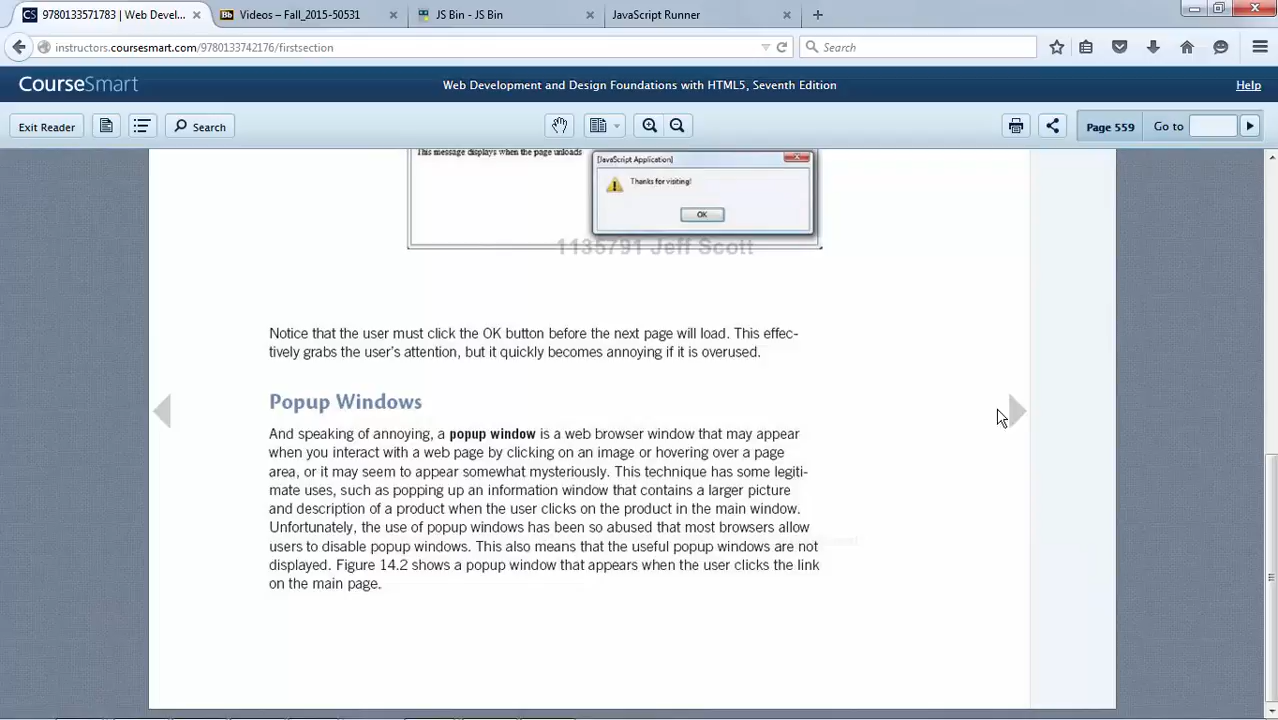 9780133571783 | Web Devel...
Videos – Fall_2015-50531
JS Bin - JS Bin
JavaScript Runner
instructors.coursesmart.com/9780133742176/firstsection
Search
CourseSmart
Web Development and Design Foundations with HTML5, Seventh Edition
Help
Exit Reader
Search
Page 559
Go to
This message displays when the page unloads
[JavaScript Application]
Thanks for visiting!
OK
1135791 Jeff Scott
Notice that the user must click the OK button before the next page will load. This effec-
tively grabs the user's attention, but it quickly becomes annoying if it is overused.
Popup Windows
And speaking of annoying, a popup window is a web browser window that may appear
when you interact with a web page by clicking on an image or hovering over a page
area, or it may seem to appear somewhat mysteriously. This technique has some legiti-
mate uses, such as popping up an information window that contains a larger picture
and description of a product when the user clicks on the product in the main window.
Unfortunately, the use of popup windows has been so abused that most browsers allow
users to disable popup windows. This also means that the useful popup windows are not
displayed. Figure 14.2 shows a popup window that appears when the user clicks the link
on the main page.